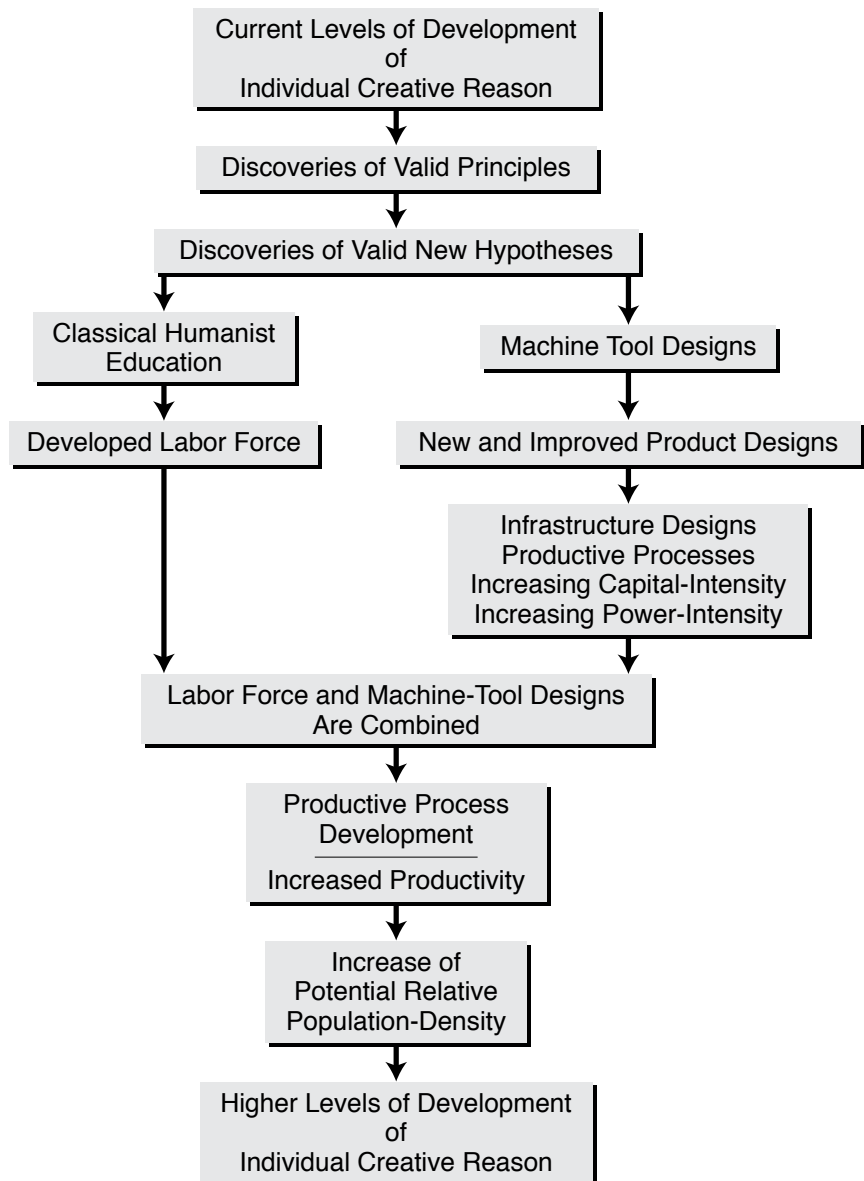 Current Levels of Development
of
Individual Creative Reason
Discoveries of Valid Principles
Discoveries of Valid New Hypotheses
Classical Humanist
Education
Developed Labor Force
Machine Tool Designs
New and Improved Product Designs
Infrastructure Designs
Productive Processes
Increasing Capital-Intensity
Increasing Power-Intensity
Labor Force and Machine-Tool Designs
Are Combined
Productive Process
Development
Increased Productivity
Increase of
Potential Relative
Population-Density
Higher Levels of Development
of
Individual Creative Reason